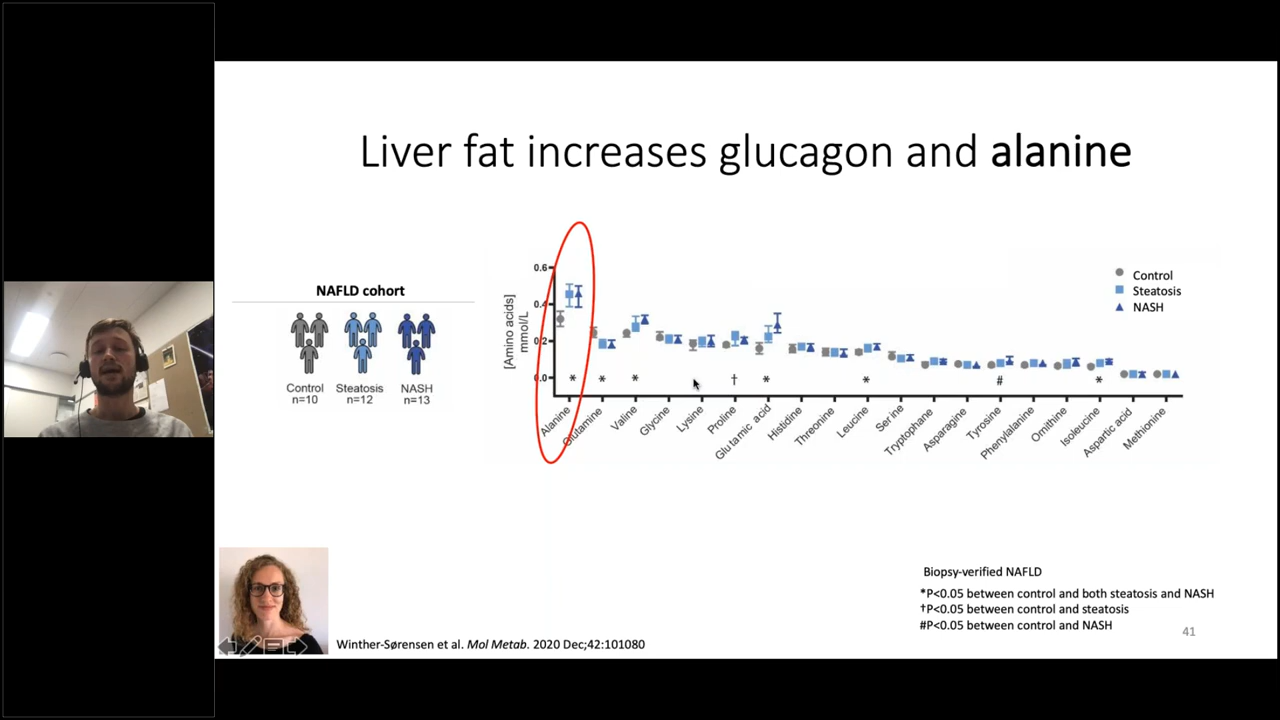 Liver fat increases glucagon and alanine
NAFLD cohort
Control
n=10
Steatosis
n=12
NASH
n=13
[Amino acids]
mmol/L
0.6
0.4
0.2
0.0
* * * † * * # *
Alanine
Glutamine
Valine
Glycine
Lysine
Proline
Glutamic acid
Histidine
Threonine
Leucine
Serine
Tryptophane
Asparagine
Tyrosine
Phenylalanine
Ornithine
Isoleucine
Aspartic acid
Methionine
Control
Steatosis
NASH
Biopsy-verified NAFLD
*P<0.05 between control and both steatosis and NASH
†P<0.05 between control and steatosis
#P<0.05 between control and NASH
41
Winther-Sørensen et al. Mol Metab. 2020 Dec;42:101080